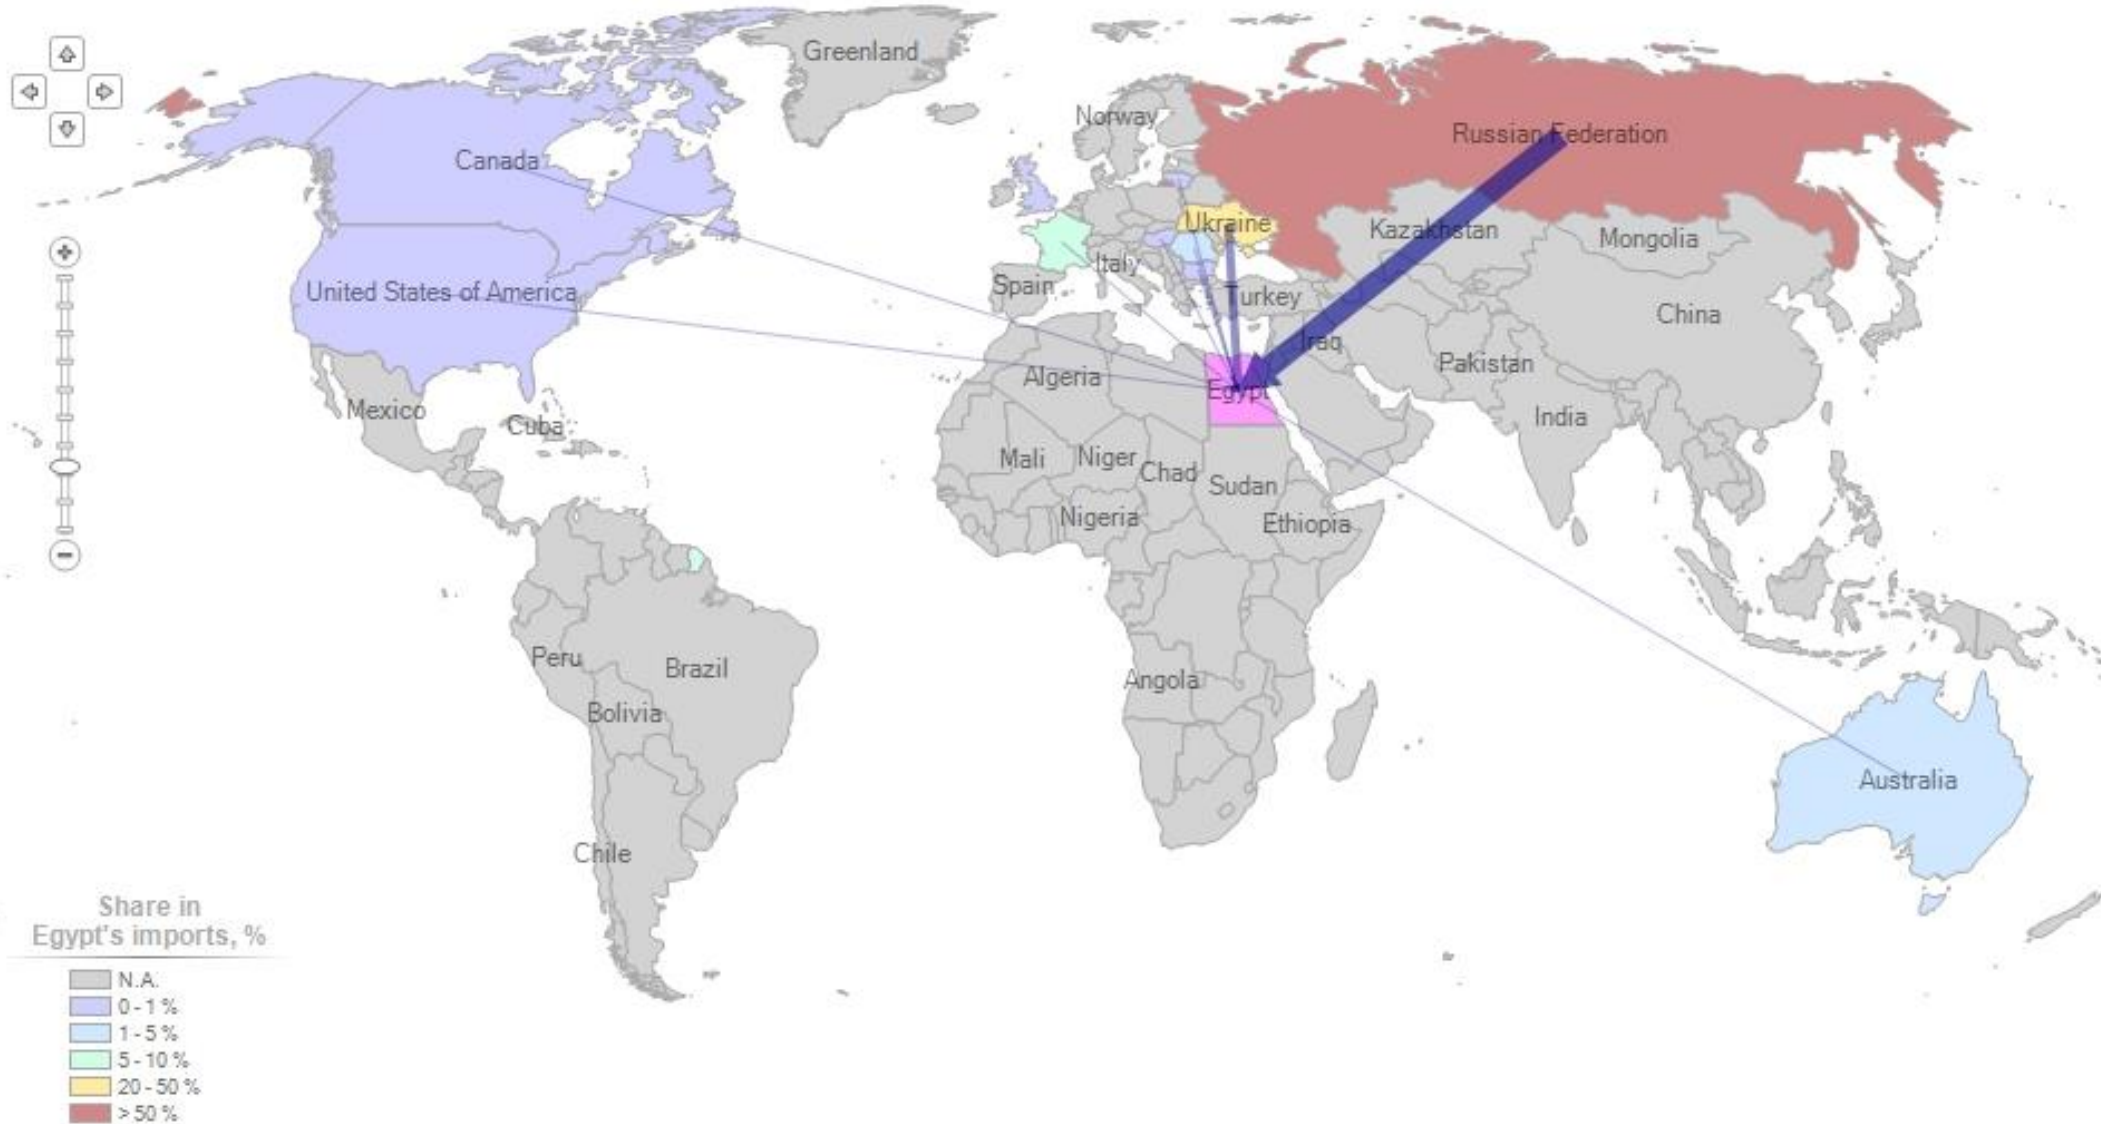 Greenland
Norway
Russian Federation
Canada
Ukraine
Kazakhstan
Mongolia
Italy
Spain
United States of America
Turkey
China
Iraq
Pakistan
Algeria
Egypt
Mexico
India
Cuba
Mali
Niger
Chad
Sudan
Nigeria
Ethiopia
Peru
Brazil
Angola
Bolivia
Australia
Chile
Share in
Egypt's imports, %
N.A.
0 - 1 %
1 - 5 %
5 - 10 %
20 - 50 %
> 50 %